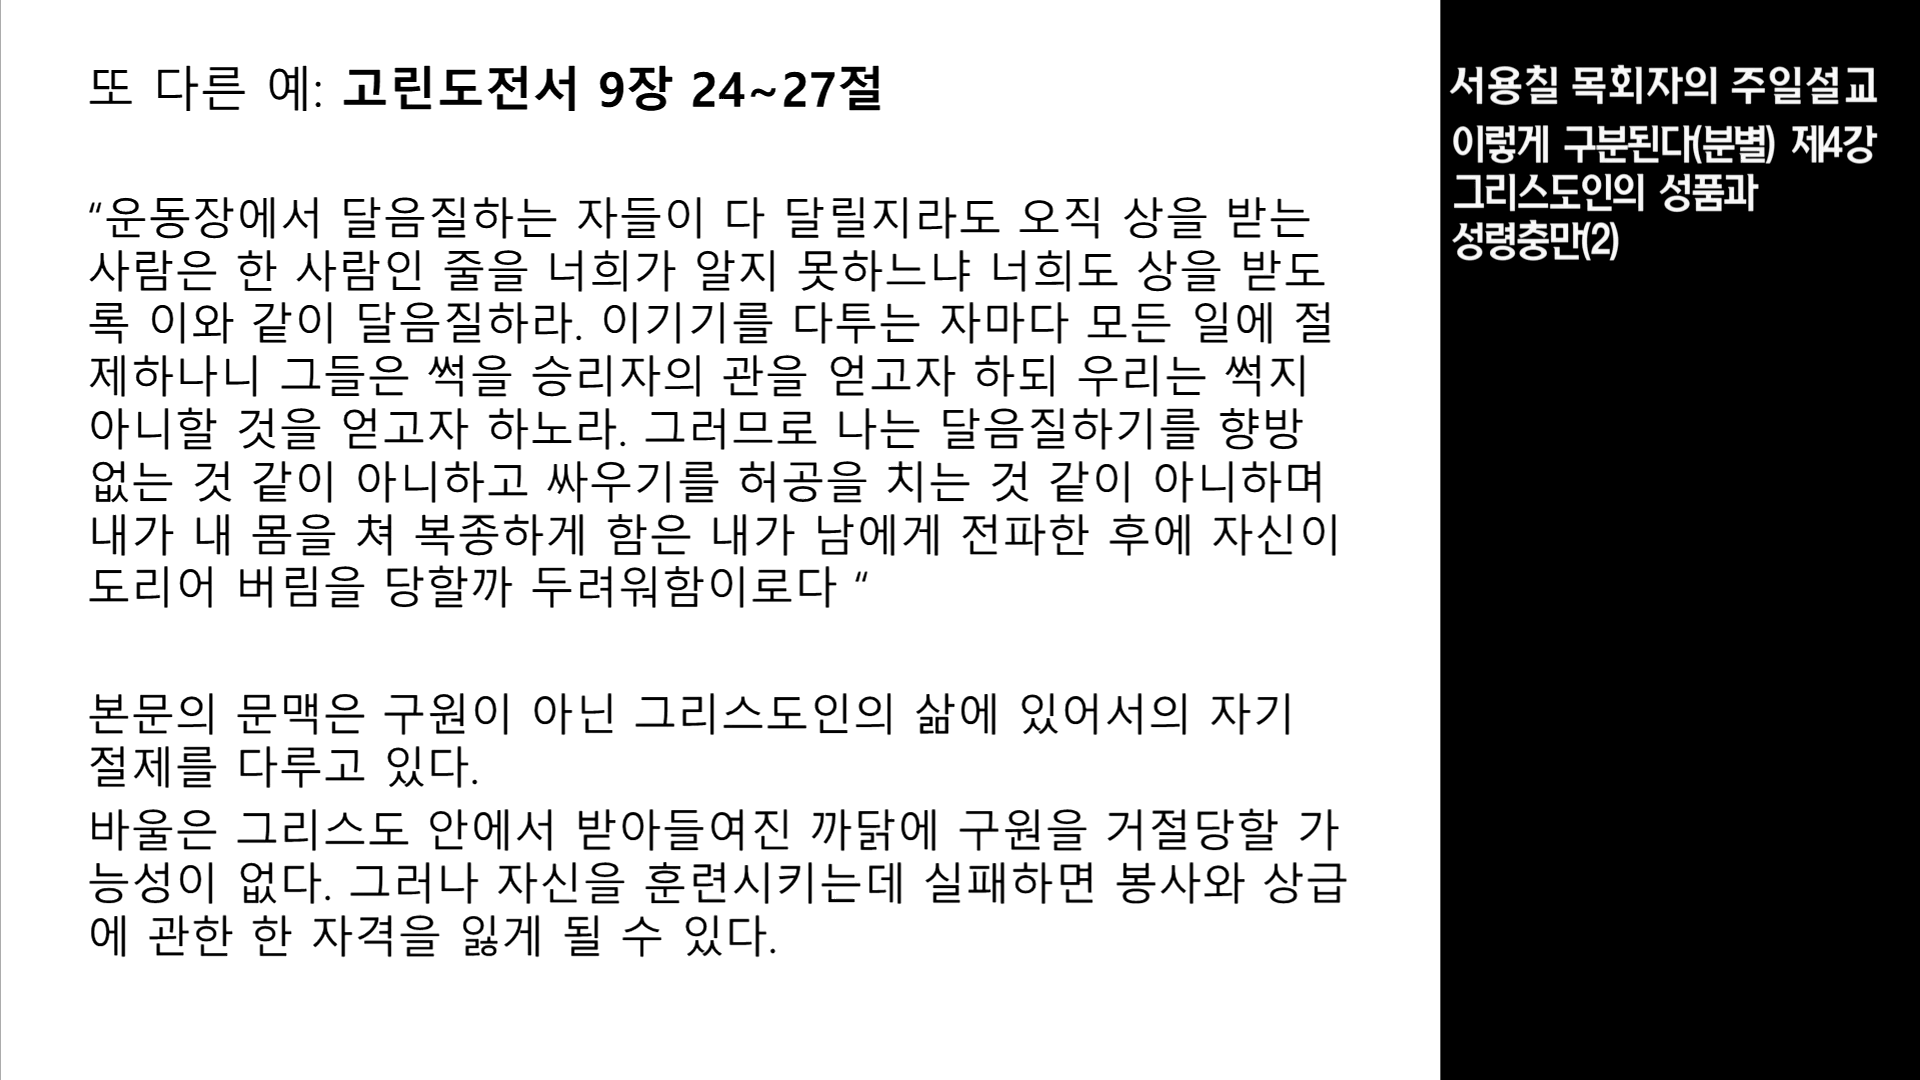 또 다른 예: 고린도전서 9장 24~27절
“운동장에서 달음질하는 자들이 다 달릴지라도 오직 상을 받는
사람은 한 사람인 줄을 너희가 알지 못하느냐 너희도 상을 받도
록 이와 같이 달음질하라. 이기기를 다투는 자마다 모든 일에 절
제하나니 그들은 썩을 승리자의 관을 얻고자 하되 우리는 썩지
아니할 것을 얻고자 하노라. 그러므로 나는 달음질하기를 향방
없는 것 같이 아니하고 싸우기를 허공을 치는 것 같이 아니하며
내가 내 몸을 쳐 복종하게 함은 내가 남에게 전파한 후에 자신이
도리어 버림을 당할까 두려워함이로다 “
본문의 문맥은 구원이 아닌 그리스도인의 삶에 있어서의 자기
절제를 다루고 있다.
바울은 그리스도 안에서 받아들여진 까닭에 구원을 거절당할 가
능성이 없다. 그러나 자신을 훈련시키는데 실패하면 봉사와 상급
에 관한 한 자격을 잃게 될 수 있다.
서용칠 목회자의 주일설교
이렇게 구분된다(분별) 제4강
그리스도인의 성품과
성령충만(2)